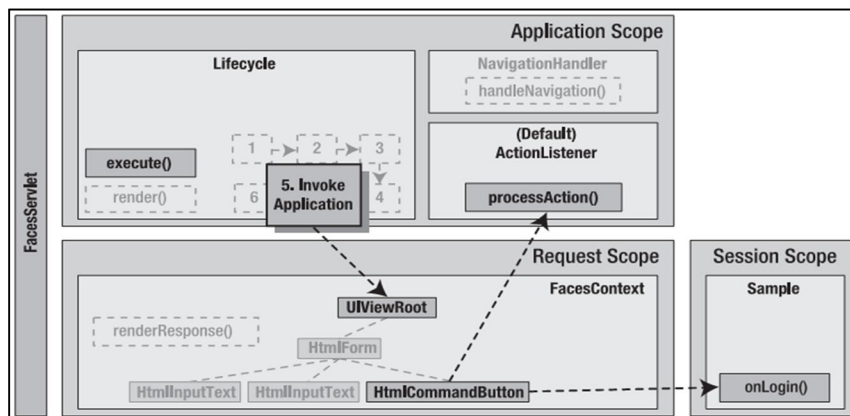 FacesServlet
Application Scope
Lifecycle
execute()
render()
1
2
3
6
4
5. Invoke
Application
NavigationHandler
handleNavigation()
(Default)
ActionListener
processAction()
Request Scope
FacesContext
UIViewRoot
renderResponse()
HtmlForm
HtmlInputText
HtmlInputText
HtmlCommandButton
Session Scope
Sample
onLogin()